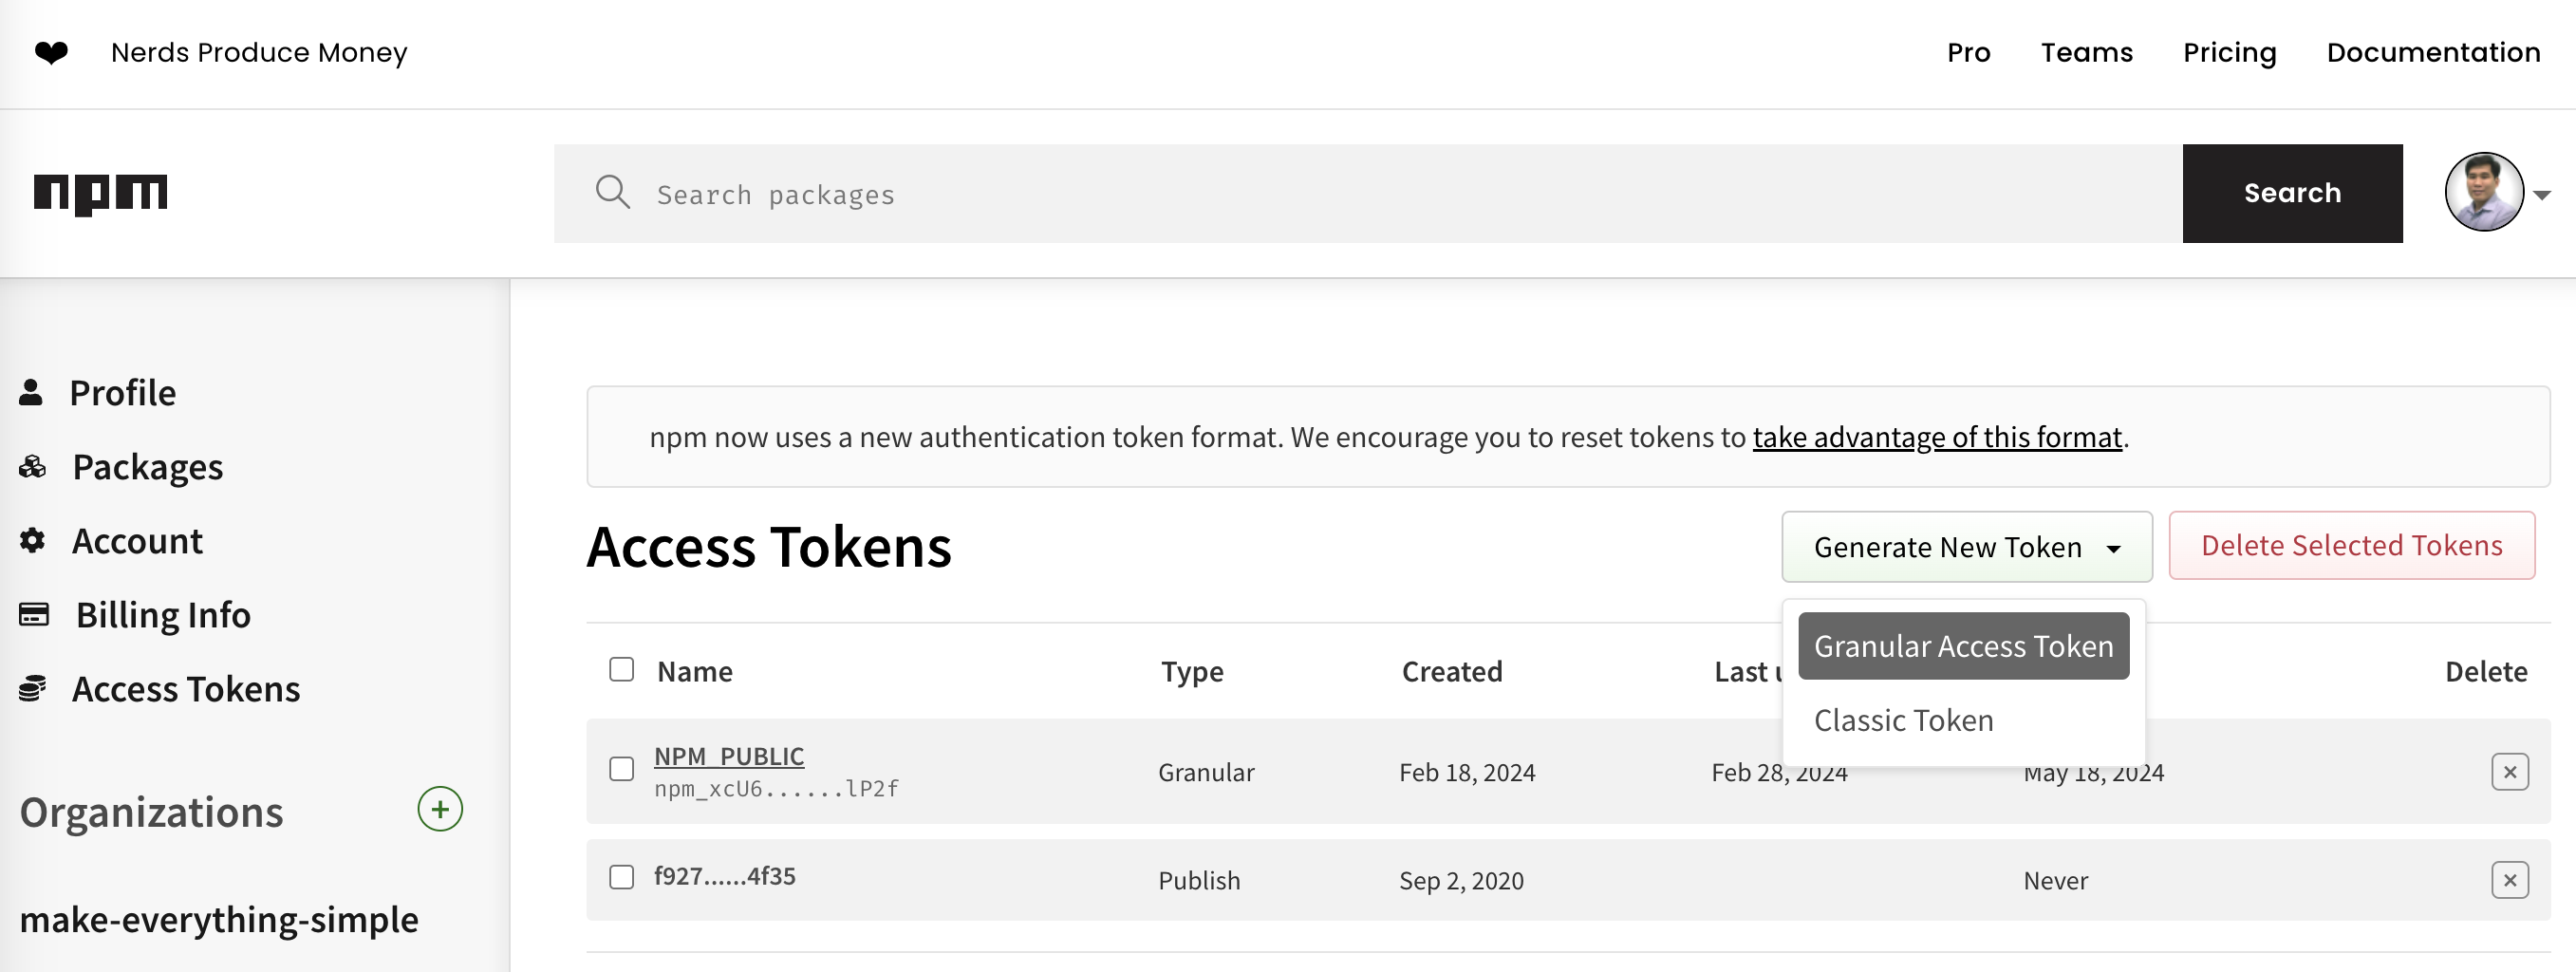 ❤ Nerds Produce Money
Pro Teams Pricing Documentation
npm
Search packages
Search
Profile
Packages
Account
Billing Info
Access Tokens
Organizations
make-everything-simple
npm now uses a new authentication token format. We encourage you to reset tokens to take advantage of this format.
Access Tokens
Generate New Token
Delete Selected Tokens
Granular Access Token
Classic Token
Name Type Created Last Delete
NPM_PUBLIC
npm_xcU6......lP2f
Granular Feb 18, 2024 Feb 28, 2024 May 18, 2024
f927......4f35 Publish Sep 2, 2020 Never